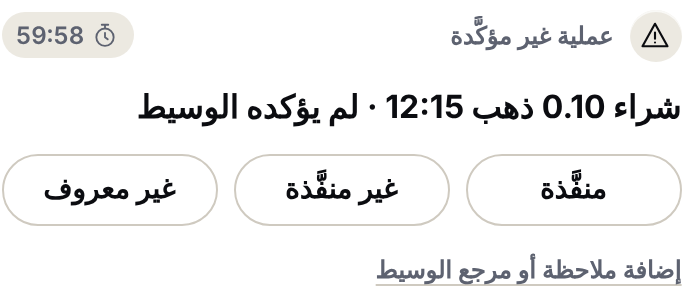 عملية غير مؤكَّدة
59:58
شراء 0.10 ذهب 12:15 · لم يؤكده الوسيط
منفَّذة
غير منفَّذة
غير معروف
إضافة ملاحظة أو مرجع الوسيط